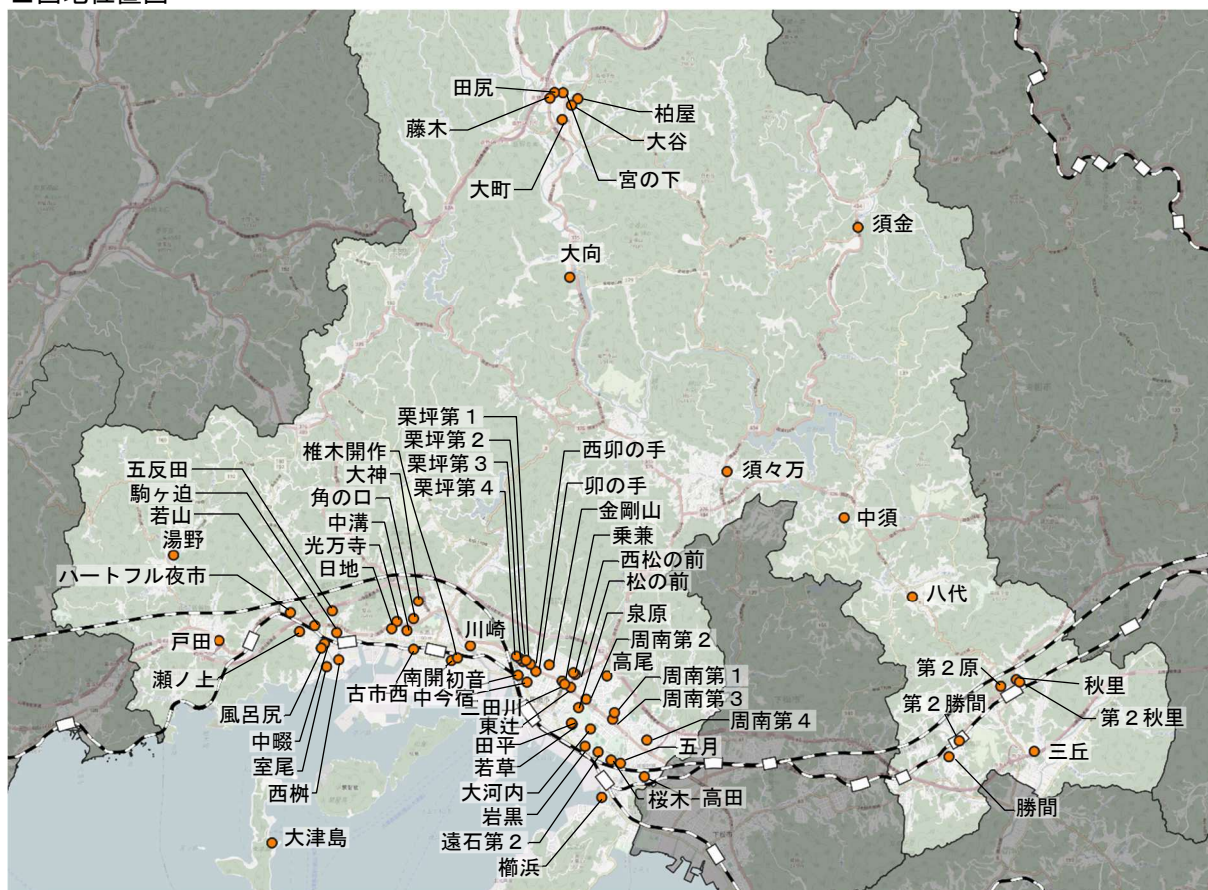 田尻
柏屋
藤木
大谷
宮の下
大町
須金
大向
栗坪第１
栗坪第２
栗坪第３
栗坪第４
椎木開作
大神
角の口
中溝
光万寺
日地
五反田
駒ヶ迫
若山
湯野
ハートフル夜市
戸田
瀬ノ上
風呂尻
中畷
室尾
西桝
大津島
西卯の手
卯の手
金剛山
乗兼
西松の前
松の前
泉原
周南第２
高尾
周南第１
周南第３
周南第４
五月
川崎
古市西
南開
初音
中今宿
二田川
東辻
田平
若草
大河内
岩黒
遠石第２
櫛浜
桜木
高田
須々万
中須
八代
第２原
秋里
第２秋里
第２勝間
三丘
勝間